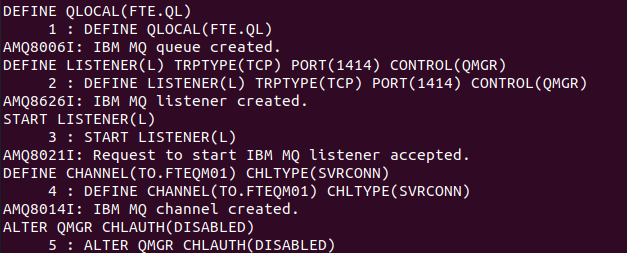 DEFINE QLOCAL(FTE.QL)
1 : DEFINE QLOCAL(FTE.QL)
AMQ8006I: IBM MQ queue created.
DEFINE LISTENER(L) TRPTYPE(TCP) PORT(1414) CONTROL(QMGR)
2 : DEFINE LISTENER(L) TRPTYPE(TCP) PORT(1414) CONTROL(QMGR)
AMQ8626I: IBM MQ listener created.
START LISTENER(L)
3 : START LISTENER(L)
AMQ8021I: Request to start IBM MQ listener accepted.
DEFINE CHANNEL(TO.FTEQM01) CHLTYPE(SVRCONN)
4 : DEFINE CHANNEL(TO.FTEQM01) CHLTYPE(SVRCONN)
AMQ8014I: IBM MQ channel created.
ALTER QMGR CHLAUTH(DISABLED)
5 : ALTER QMGR CHLAUTH(DISABLED)